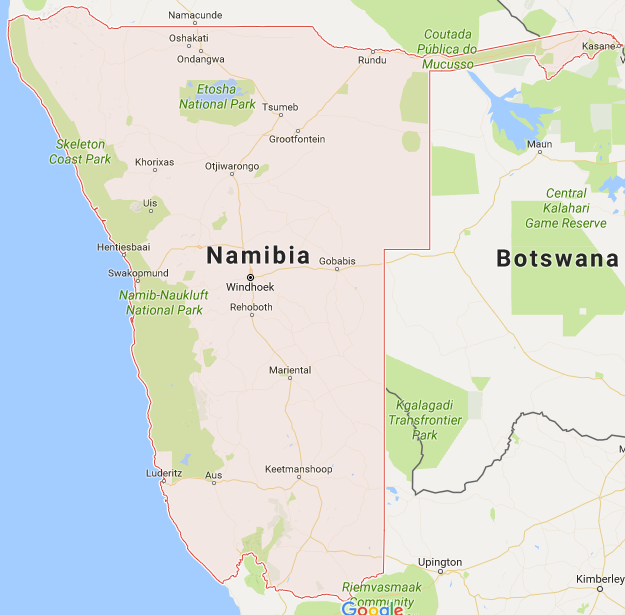 Namacunde
Oshakati
Ondangwa
Rundu
Coutada
Pública do
Mucusso
Kasane
Etosha
National Park
Tsumeb
Grootfontein
Maun
Skeleton
Coast Park
Khorixas
Otjiwarongo
Central
Kalahari
Game Reserve
Uis
Hentiesbaai
Namibia
Gobabis
Botswana
Swakopmund
Windhoek
Namib-Naukluft
National Park
Rehoboth
Mariental
Kgalagadi
Transfrontier
Park
Luderitz
Aus
Keetmanshoop
Upington
Kimberley
Riemvasmaak
Community
Google